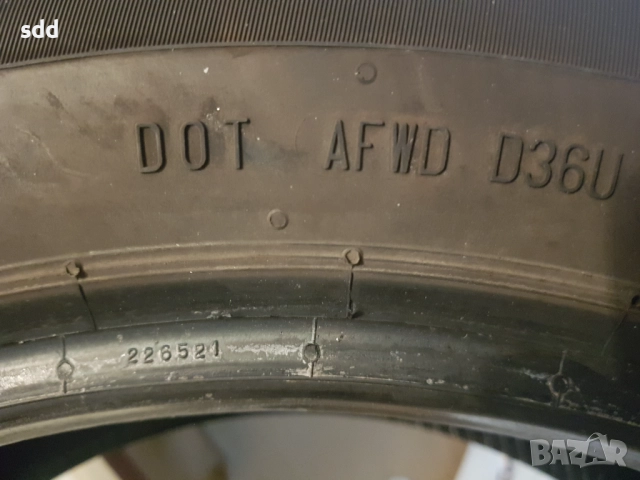 sdd
DOT AFWD D36U
226521
BAZAR